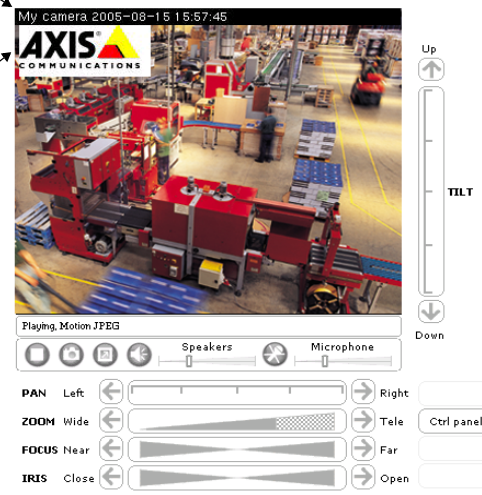 My camera 2005-08-15 15:57:45
AXIS
COMMUNICATIONS
Up
TILT
Down
Playing, Motion JPEG
Speakers
Microphone
PAN Left Right
ZOOM Wide Tele Ctrl panel
FOCUS Near Far
IRIS Close Open